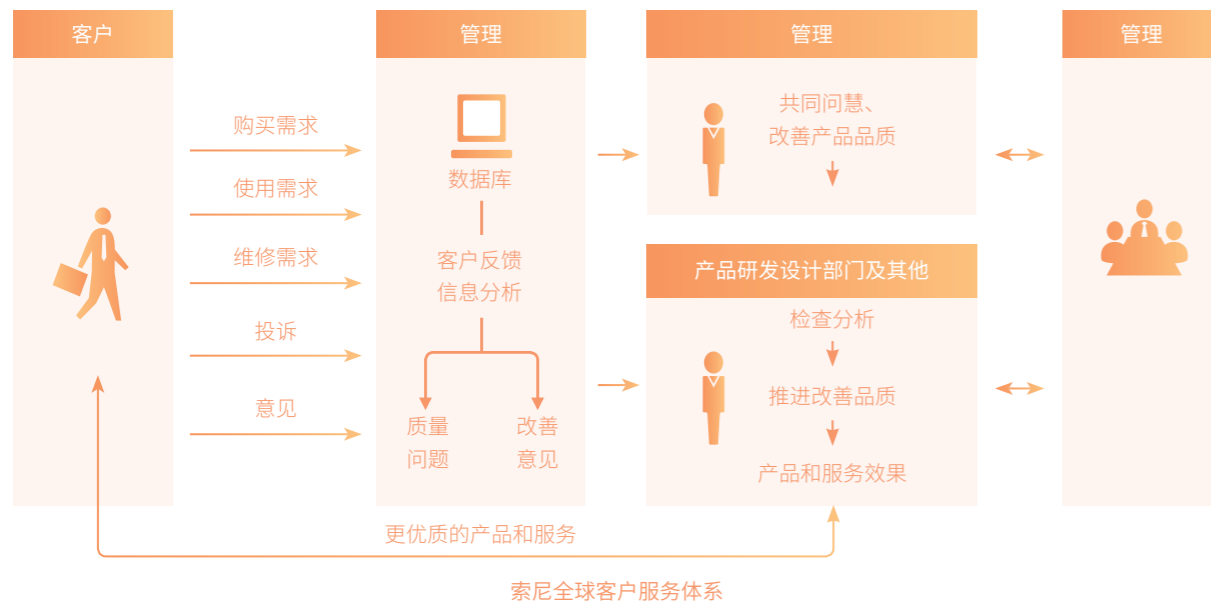 客户
购买需求
使用需求
维修需求
投诉
意见
管理
数据库
客户反馈
信息分析
质量
问题
改善
意见
管理
共同问慧、
改善产品品质
产品研发设计部门及其他
检查分析
推进改善品质
产品和服务效果
管理
更优质的产品和服务
索尼全球客户服务体系